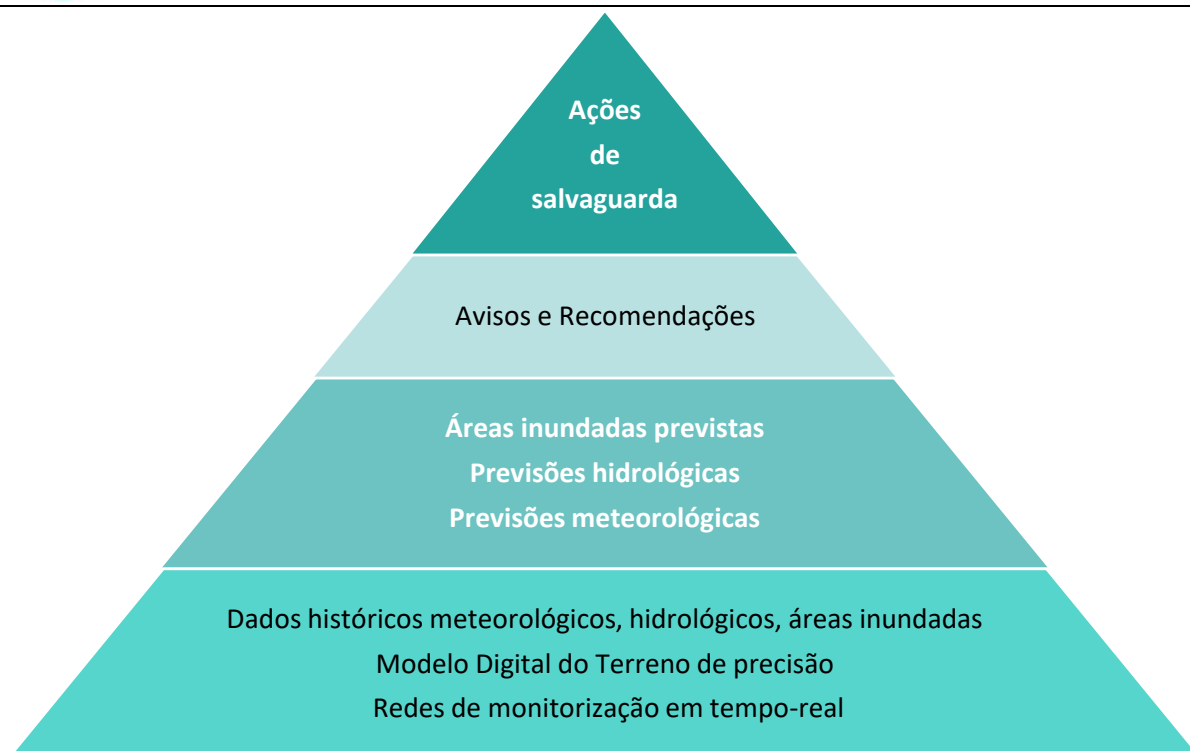 Ações
de
salvaguarda
Avisos e Recomendações
Áreas inundadas previstas
Previsões hidrológicas
Previsões meteorológicas
Dados históricos meteorológicos, hidrológicos, áreas inundadas
Modelo Digital do Terreno de precisão
Redes de monitorização em tempo-real